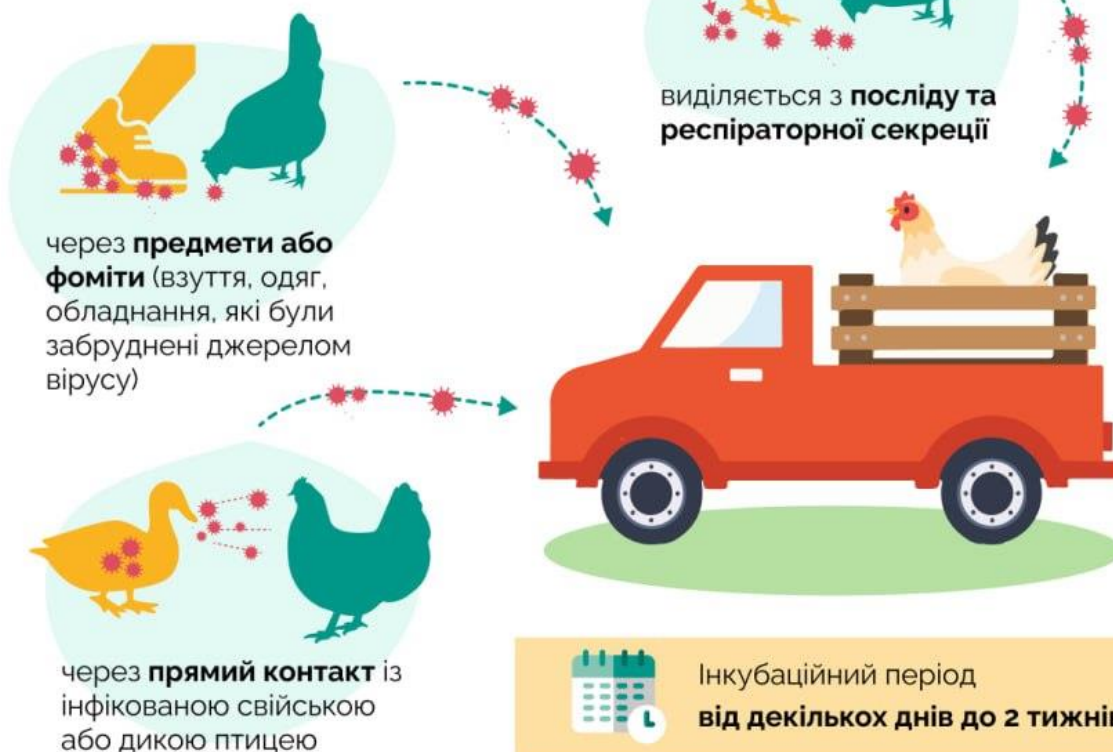 виділяється з посліду та
респіраторної секреції
через предмети або
фоміти (взуття, одяг,
обладнання, які були
забруднені джерелом
вірусу)
через прямий контакт із
інфікованою свійською
або дикою птицею
Інкубаційний період
від декількох днів до 2 тижнів